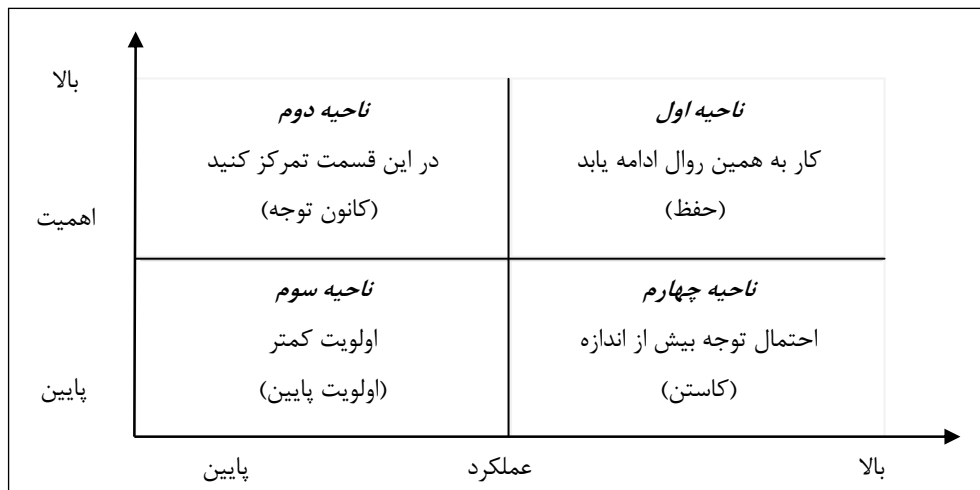 بالا
ناحیه اول
کار به همین روال ادامه یابد
(حفظ)
ناحیه دوم
در این قسمت تمرکز کنید
(کانون توجه)
اهمیت
ناحیه چهارم
احتمال توجه بیش از اندازه
(کاستن)
ناحیه سوم
اولویت کمتر
(اولویت پایین)
پایین
بالا
عملکرد
پایین